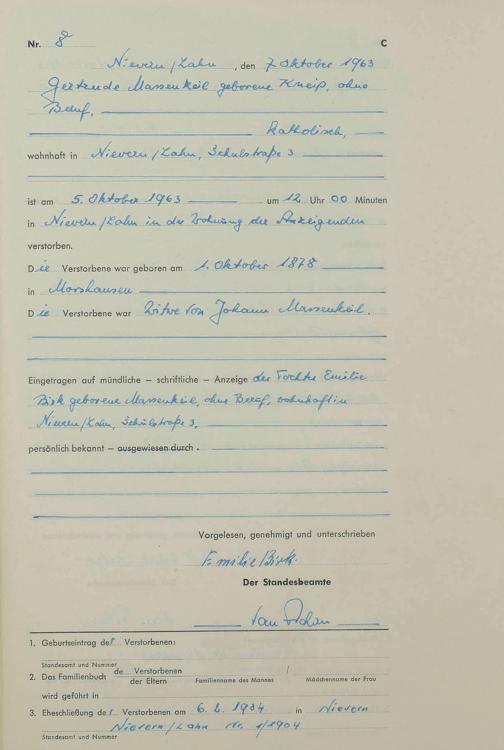 Nr. 8 C
Nievern/Lahn, den 7. Oktober 1963
Gertrude Massenkeil geborene Kneip, ohne
Beruf,
katholisch,
wohnhaft in Nievern/Lahn, Schulstraße 3
ist am 5. Oktober 1963 um 12 Uhr 00 Minuten
in Nievern/Lahn in der Wohnung der Anzeigenden
verstorben.
Die Verstorbene war geboren am 1. Oktober 1878
in Morshausen
Die Verstorbene war Witwe von Johann Massenkeil.
Eingetragen auf mündliche – schriftliche – Anzeige der Tochter Emilie
Birk geborene Massenkeil, ohne Beruf, wohnhaft in
Nievern/Lahn, Schulstraße 3.
persönlich bekannt – ausgewiesen durch .
Vorgelesen, genehmigt und unterschrieben
Emilie Birk.
Der Standesbeamte
1. Geburtseintrag der Verstorbenen:
Standesamt und Nummer
2. Das Familienbuch de Verstorbenen /
der Eltern Familienname des Mannes Mädchenname der Frau
wird geführt in
3. Eheschließung der Verstorbenen am 6. 2. 1904 in Nievern
Nievern/Lahn Nr. 1/1904
Standesamt und Nummer